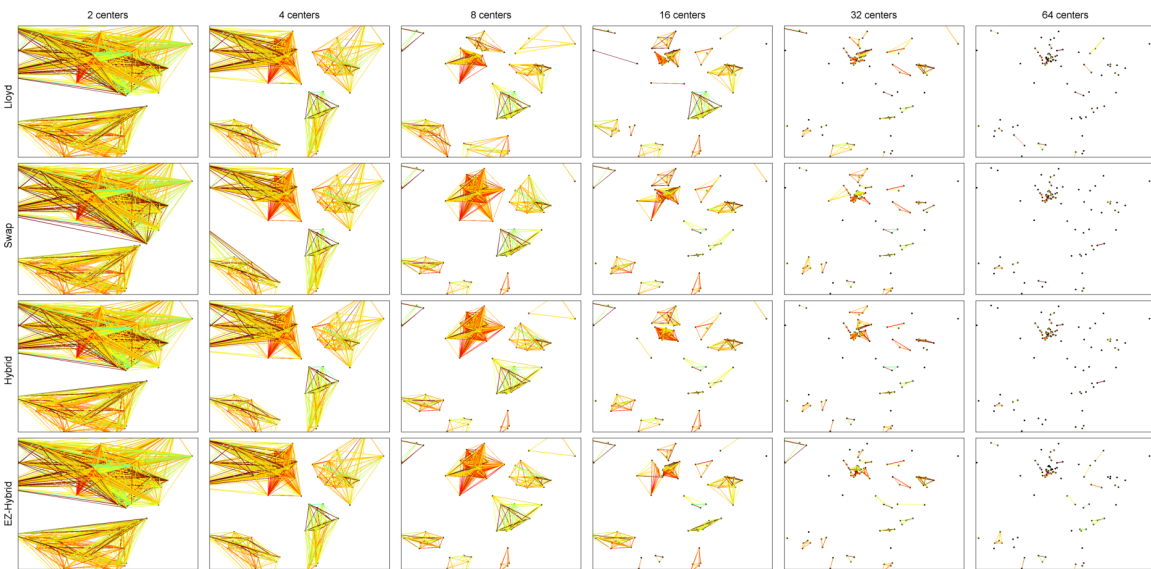 2 centers
4 centers
8 centers
16 centers
32 centers
64 centers
Lloyd
Swap
Hybrid
EZ-Hybrid